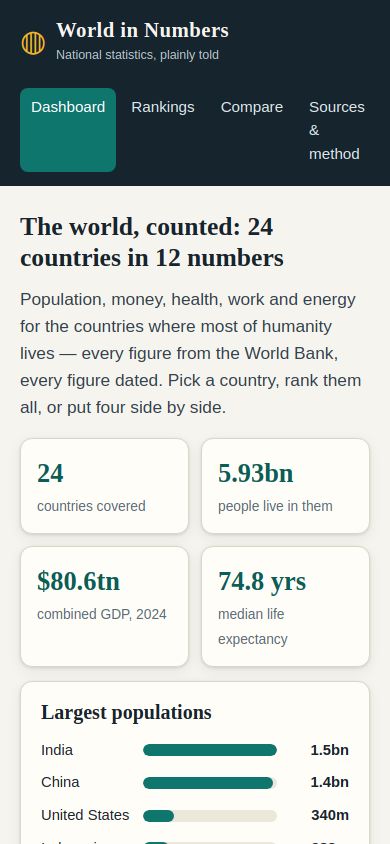 World in Numbers
National statistics, plainly told
Dashboard
Rankings
Compare
Sources
&
method
The world, counted: 24
countries in 12 numbers
Population, money, health, work and energy
for the countries where most of humanity
lives — every figure from the World Bank,
every figure dated. Pick a country, rank them
all, or put four side by side.
24
countries covered
5.93bn
people live in them
$80.6tn
combined GDP, 2024
74.8 yrs
median life
expectancy
Largest populations
India 1.5bn
China 1.4bn
United States 340m